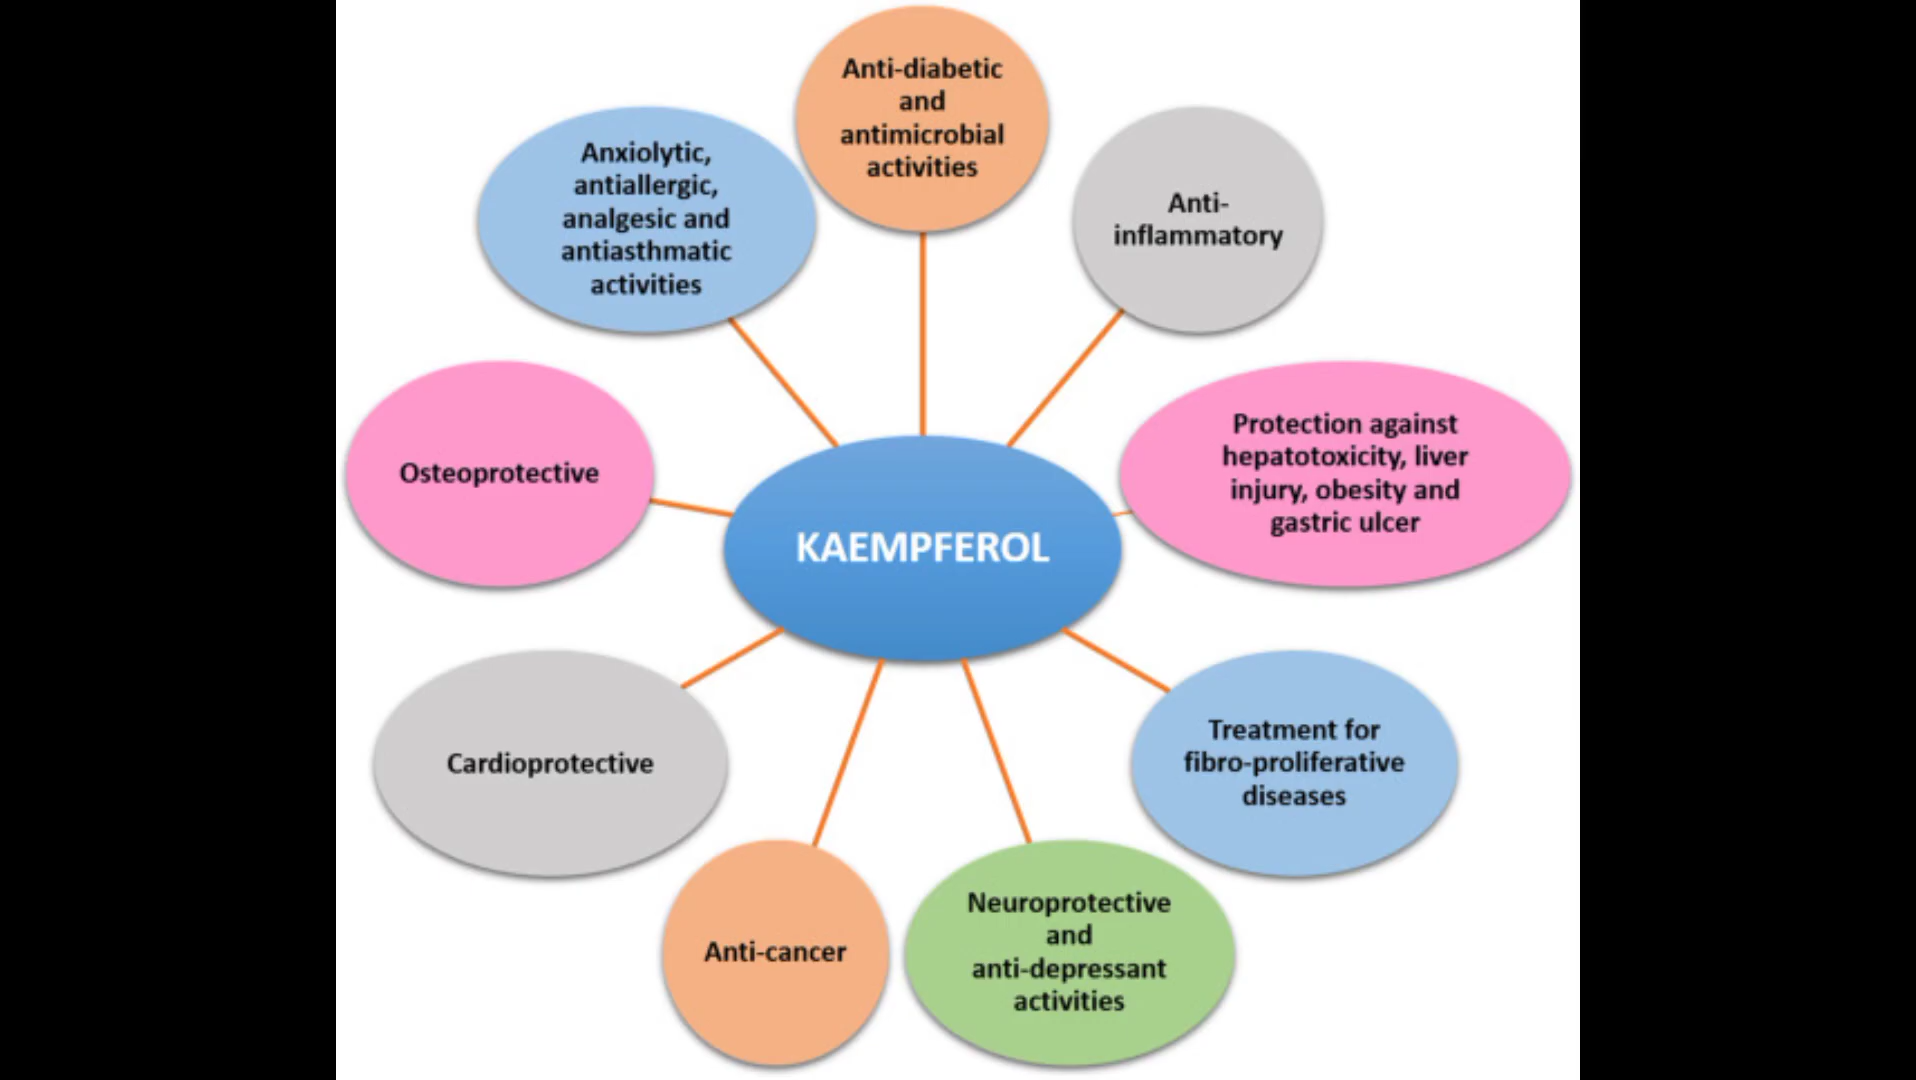 Anti-diabetic
and
antimicrobial
activities
Anxiolytic,
antiallergic,
analgesic and
antiasthmatic
activities
Anti-
inflammatory
Osteoprotective
Protection against
hepatotoxicity, liver
injury, obesity and
gastric ulcer
KAEMPFEROL
Cardioprotective
Treatment for
fibro-proliferative
diseases
Anti-cancer
Neuroprotective
and
anti-depressant
activities